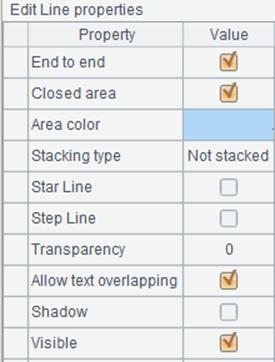 Edit Line properties
Property Value
End to end
Closed area
Area color
Stacking type Not stacked
Star Line
Step Line
Transparency 0
Allow text overlapping
Shadow
Visible